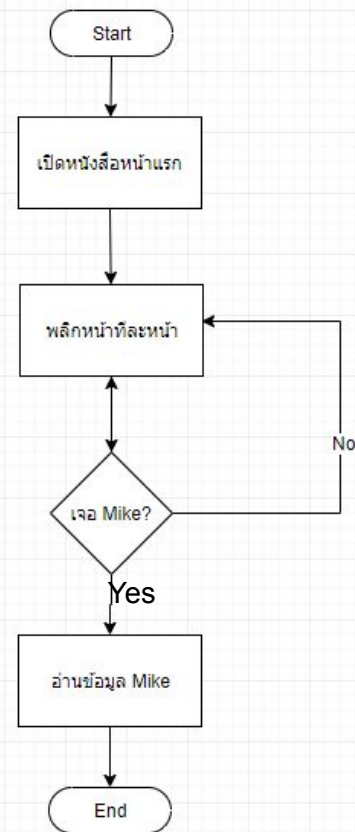 Start
เปิดหนังสือหน้าแรก
พลิกหน้าทีละหน้า
No
เจอ Mike?
Yes
อ่านข้อมูล Mike
End